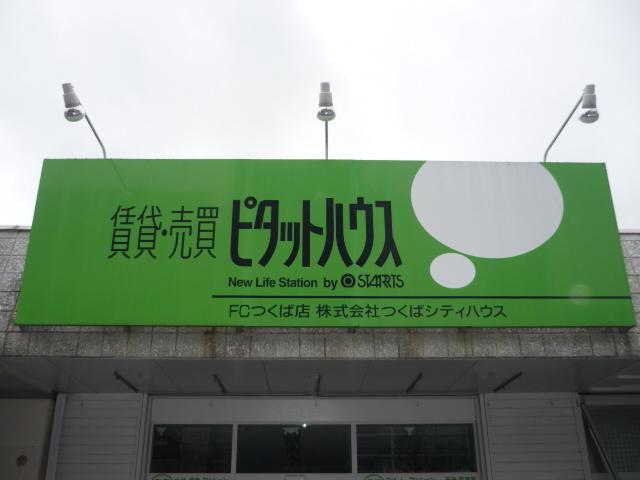 賃貸・売買 ピタットハウス
New Life Station by STARTS
FCつくば店 株式会社つくばシティハウス